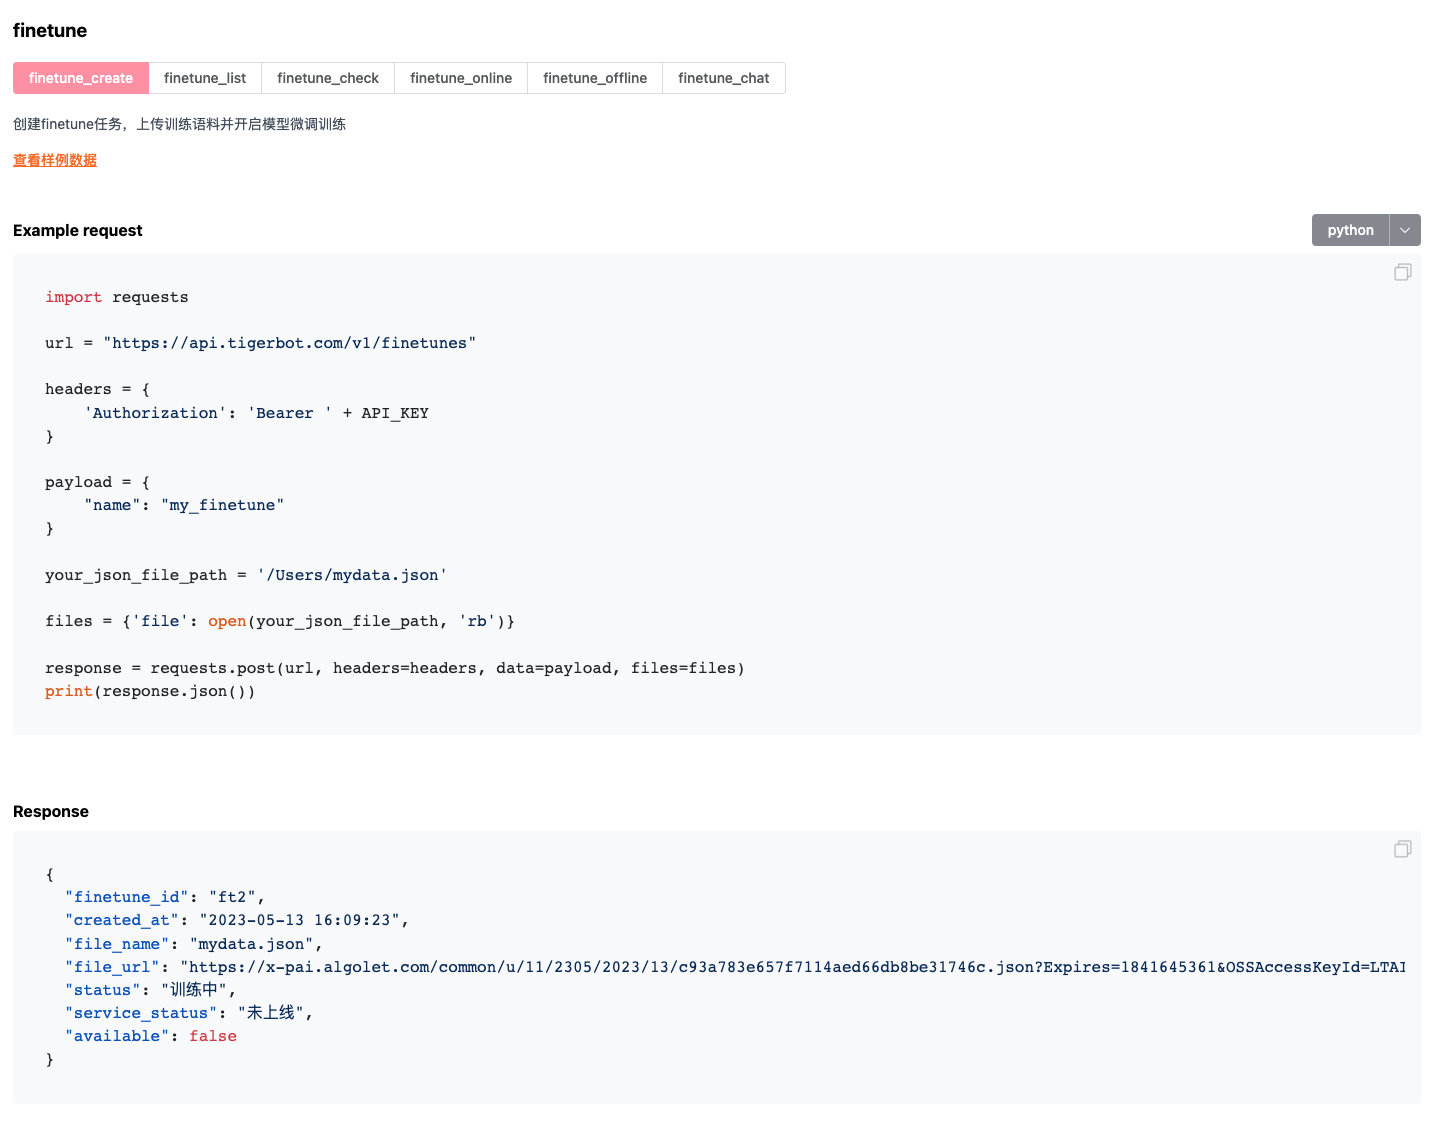 finetune
finetune_create finetune_list finetune_check finetune_online finetune_offline finetune_chat
创建finetune任务，上传训练语料并开启模型微调训练
查看样例数据
Example request
python
import requests
url = "https://api.tigerbot.com/v1/finetunes"
headers = {
    'Authorization': 'Bearer ' + API_KEY
}
payload = {
    "name": "my_finetune"
}
your_json_file_path = '/Users/mydata.json'
files = {'file': open(your_json_file_path, 'rb')}
response = requests.post(url, headers=headers, data=payload, files=files)
print(response.json())
Response
{
  "finetune_id": "ft2",
  "created_at": "2023-05-13 16:09:23",
  "file_name": "mydata.json",
  "file_url": "https://x-pai.algolet.com/common/u/11/2305/2023/13/c93a783e657f7114aed66db8be31746c.json?Expires=1841645361&OSSAccessKeyId=LTAI
  "status": "训练中",
  "service_status": "未上线",
  "available": false
}